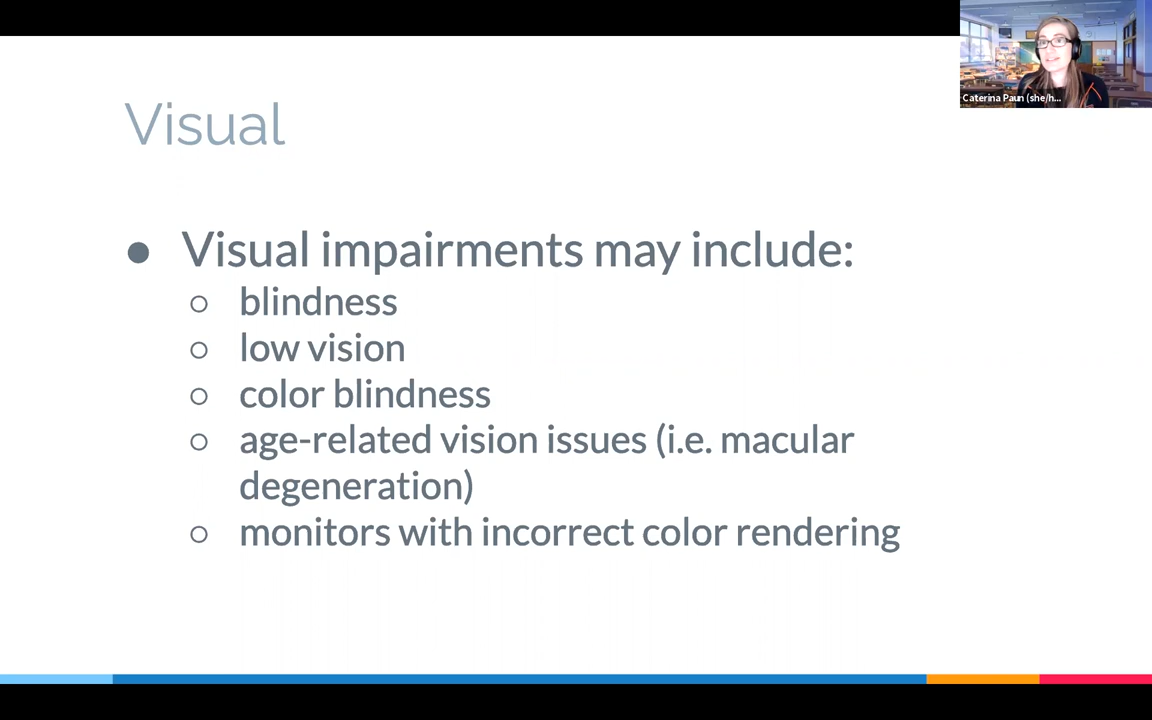 Caterina Paun (she/h...
Visual
● Visual impairments may include:
○ blindness
○ low vision
○ color blindness
○ age-related vision issues (i.e. macular
degeneration)
○ monitors with incorrect color rendering